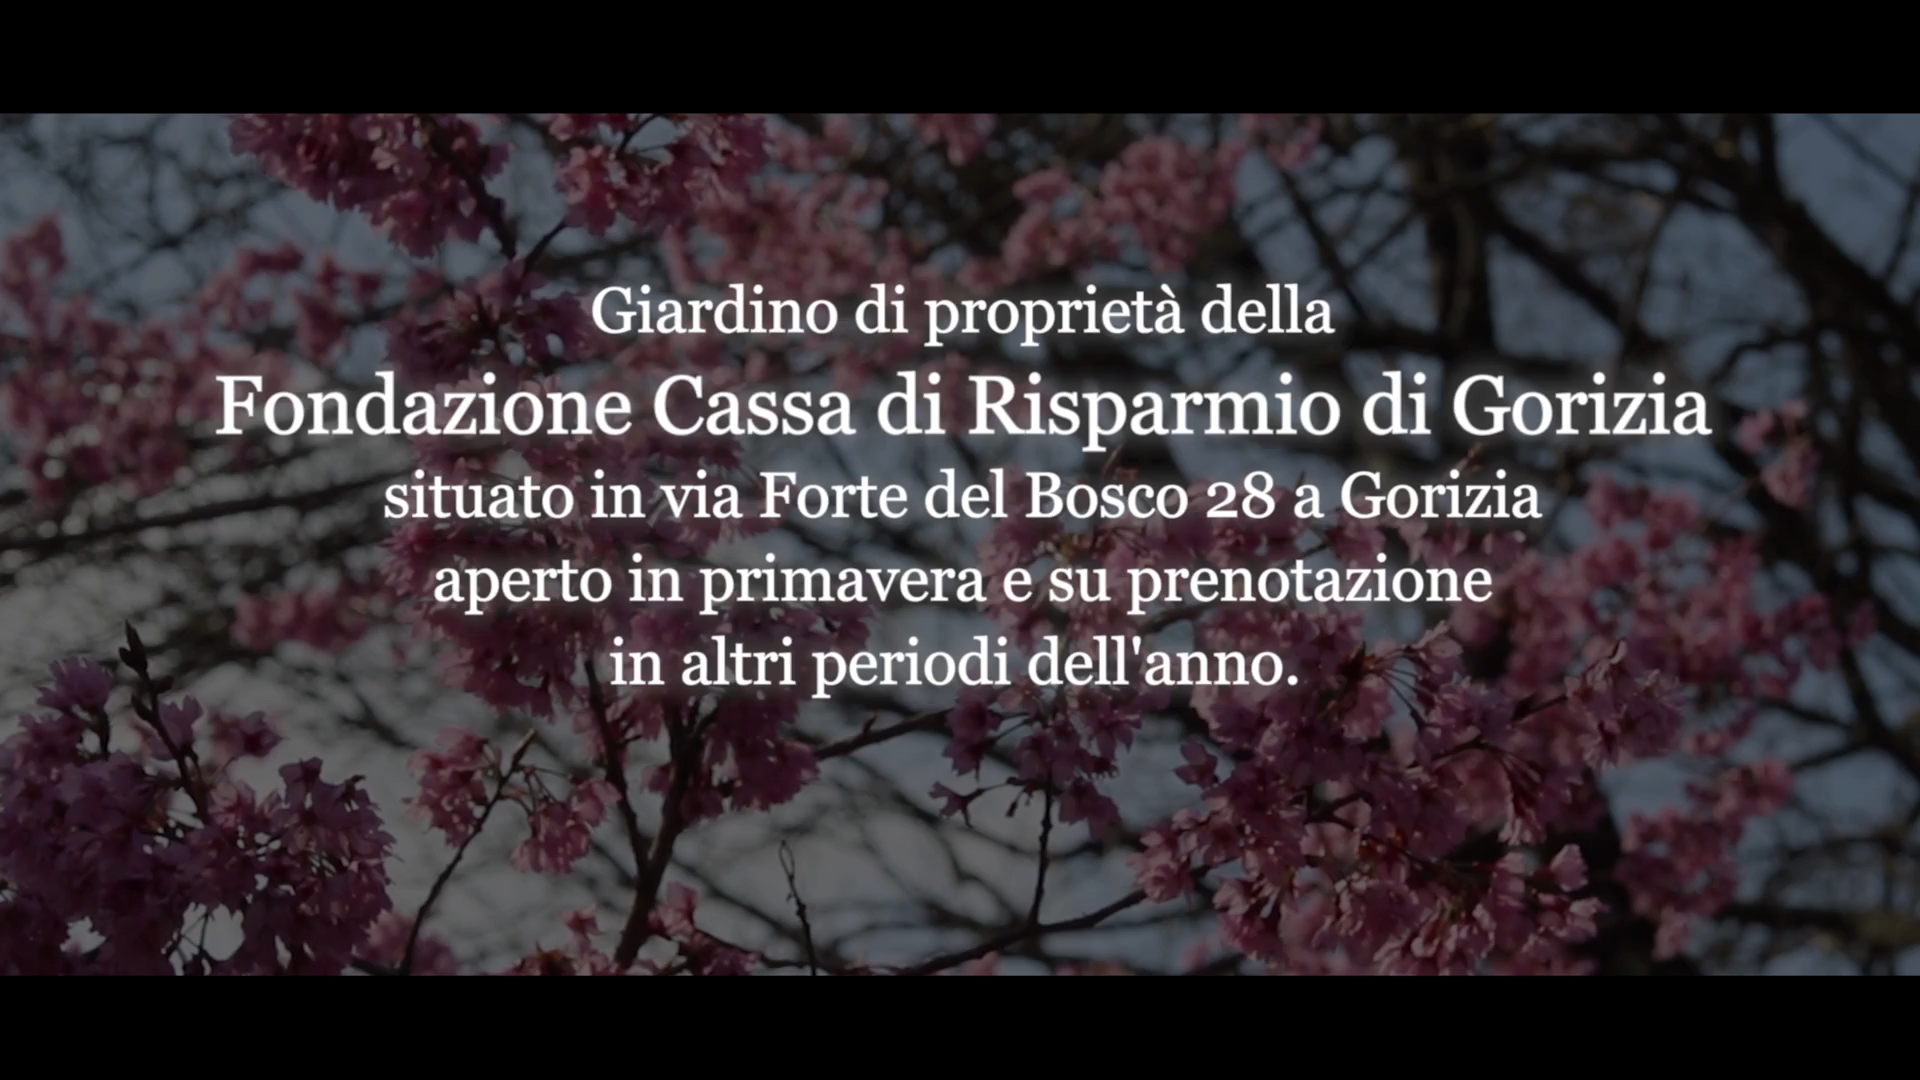 Giardino di proprietà della
Fondazione Cassa di Risparmio di Gorizia
situato in via Forte del Bosco 28 a Gorizia
aperto in primavera e su prenotazione
in altri periodi dell'anno.